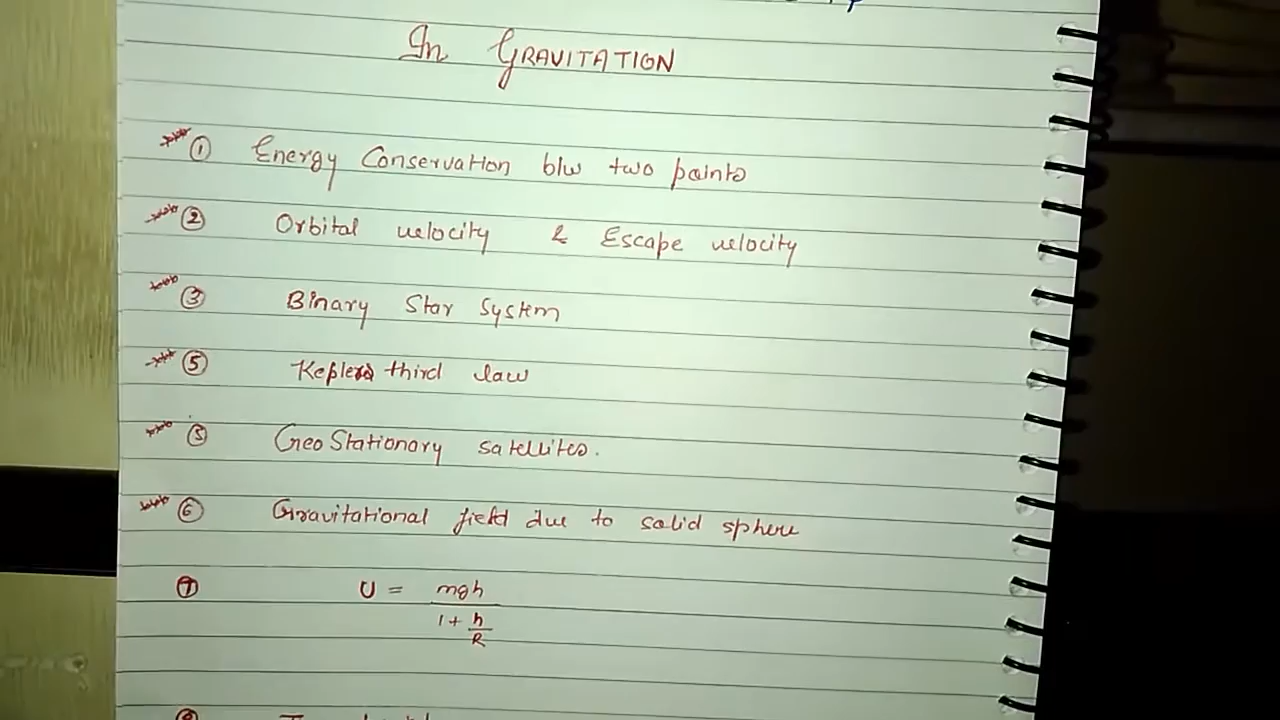 In GRAVITATION
*** ① Energy Conservation b/w two points
*** ② Orbital velocity & Escape velocity
*** ③ Binary Star System
*** ⑤ Keplers third law
*** ⑤ GeoStationary satellites.
*** ⑥ Gravitational field due to solid sphere
⑦ U = mgh / (1 + h/R)
⑧